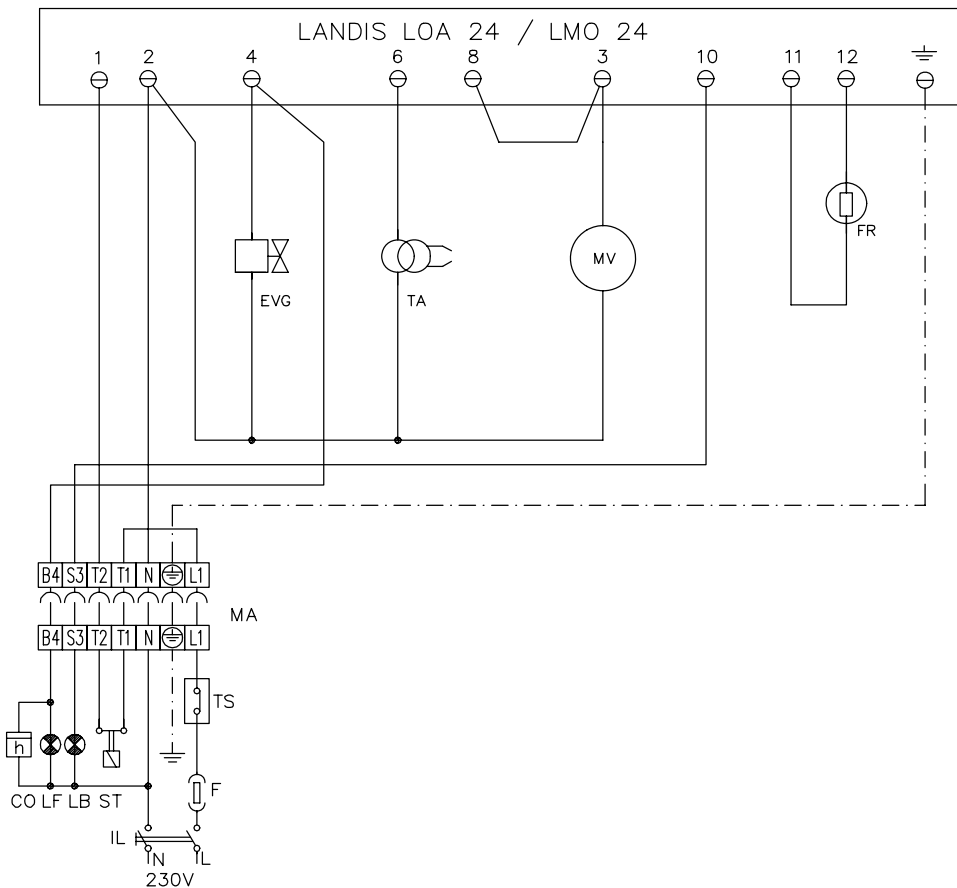 LANDIS LOA 24 / LMO 24
1 2 4 6 8 3 10 11 12
FR
MV
EVG TA
B4 S3 T2 T1 N L1
MA
B4 S3 T2 T1 N L1
TS
h
F
CO LF LB ST
IL
N L
230V